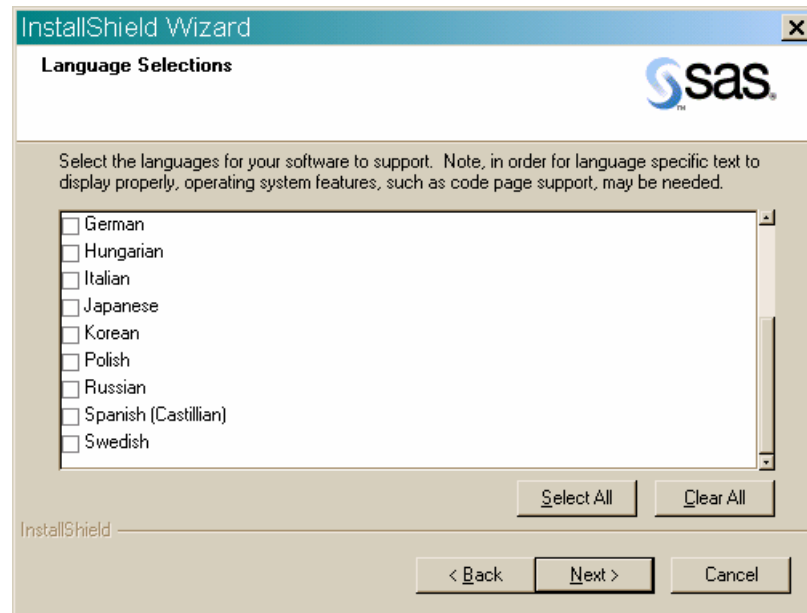 InstallShield Wizard
Language Selections
sas.
TM
Select the languages for your software to support. Note, in order for language specific text to
display properly, operating system features, such as code page support, may be needed.
German
Hungarian
Italian
Japanese
Korean
Polish
Russian
Spanish (Castillian)
Swedish
Select All
Clear All
InstallShield
< Back
Next >
Cancel